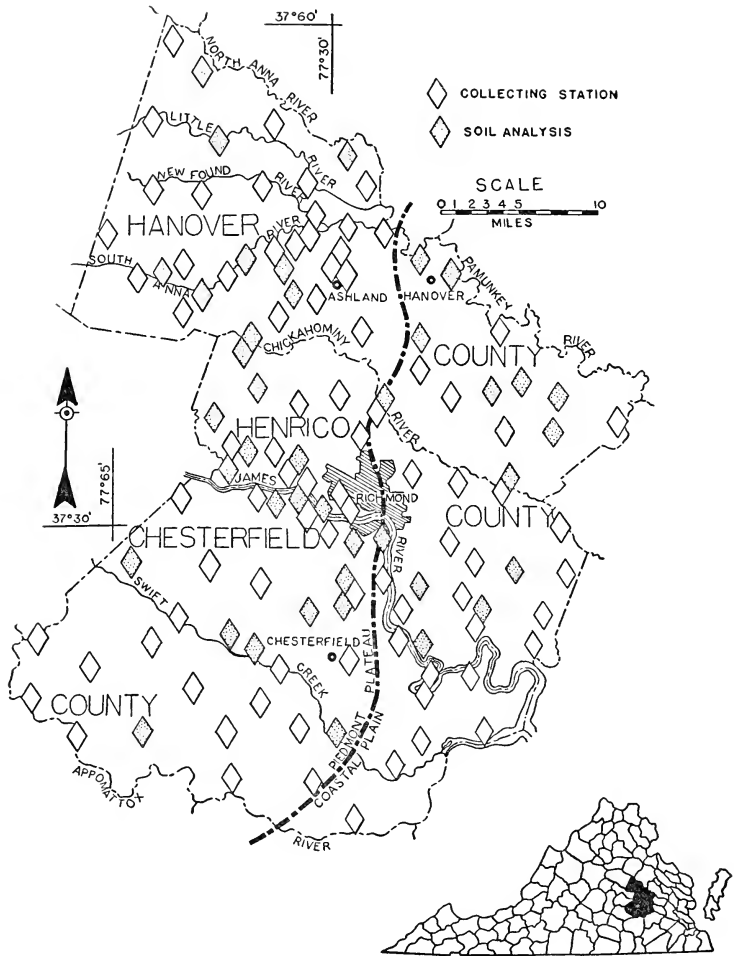 37°60'
77°30'
NORTH ANNA RIVER
COLLECTING STATION
SOIL ANALYSIS
LITTLE RIVER
SCALE
0 1 2 3 4 5 10
MILES
NEW FOUND RIVER
HANOVER
SOUTH ANNA RIVER
ASHLAND
HANOVER
PAMUNKEY RIVER
CHICKAHOMINY RIVER
COUNTY
HENRICO
77°65'
37°30'
JAMES RIVER
RICHMOND
COUNTY
CHESTERFIELD
SWIFT CREEK
CHESTERFIELD
COUNTY
PIEDMONT PLATEAU
COASTAL PLAIN
APPOMATTOX RIVER